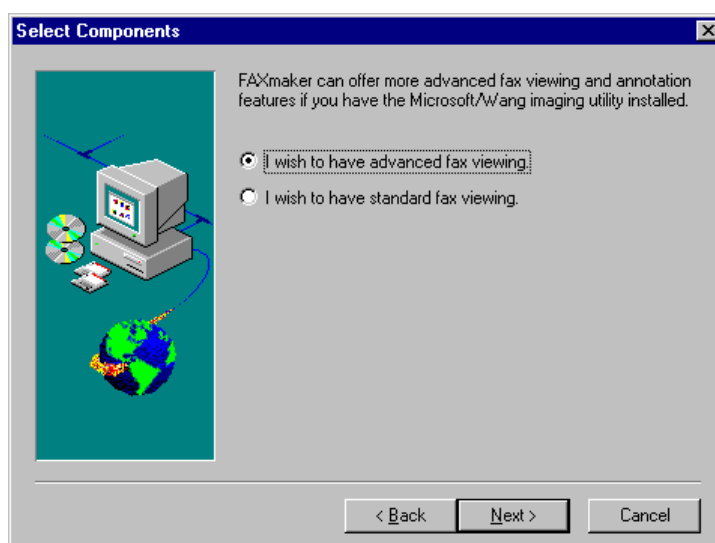 Select Components
FAXmaker can offer more advanced fax viewing and annotation
features if you have the Microsoft/Wang imaging utility installed.
I wish to have advanced fax viewing.
I wish to have standard fax viewing.
< Back
Next >
Cancel